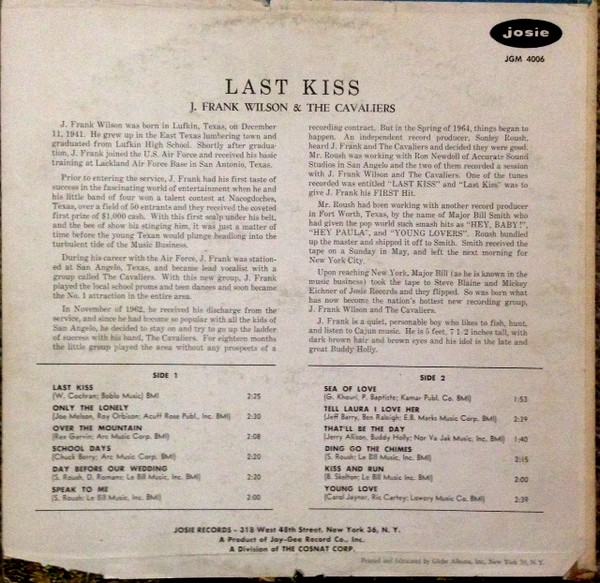 josie
JGM 4006
LAST KISS
J. FRANK WILSON & THE CAVALIERS
J. Frank Wilson was born in Lufkin, Texas, on December
11, 1941. He grew up in the East Texas lumbering town and
graduated from Lufkin High School. Shortly after gradua-
tion, J. Frank joined the U.S. Air Force and received his basic
training at Lackland Air Force Base in San Antonio, Texas.
Prior to entering the service, J. Frank had his first taste of
success in the fascinating world of entertainment when he and
his little band of four won a talent contest at Nacogdoches,
Texas, over a field of 50 entrants and they received the coveted
first prize of $1,000 cash. With this first scalp under his belt,
and the bee of show biz stinging him, it was just a matter of
time before the young Texan would plunge headlong into the
turbulent tide of the Music Business.
During his career with the Air Force, J. Frank was station-
ed at San Angelo, Texas, and became lead vocalist with a
group called The Cavaliers. With this new group, J. Frank
played the local school proms and teen dances and soon became
the No. 1 attraction in the entire area.
In November of 1962, he received his discharge from the
service, and since he had become so popular with all the kids of
San Angelo, he decided to stay on and try to go up the ladder
of success with his band, The Cavaliers. For eighteen months
the little group played the area without any prospects of a
recording contract. But in the Spring of 1964, things began to
happen. An independent record producer, Sonley Roush,
heard J. Frank and The Cavaliers and decided they were good.
Mr. Roush was working with Ron Newdoll of Accurate Sound
Studios in San Angelo and the two of them recorded a session
with J. Frank Wilson and The Cavaliers. One of the tunes
recorded was entitled "LAST KISS" and "Last Kiss" was to
give J. Frank his FIRST Hit.
Mr. Roush had been working with another record producer
in Fort Worth, Texas, by the name of Major Bill Smith who
had given the pop world such smash hits as "HEY, BABY!",
"HEY PAULA", and "YOUNG LOVERS". Roush bundled
up the master and shipped it off to Smith. Smith received the
tape on a Sunday in May, and left the next morning for
New York City.
Upon reaching New York, Major Bill (as he is known in the
music business) took the tape to Steve Blaine and Mickey
Eichner of Josie Records and they flipped. So was born what
has now become the nation's hottest new recording group,
J. Frank Wilson and The Cavaliers.
J. Frank is a quiet, personable boy who likes to fish, hunt,
and listen to Cajun music. He is 5 feet, 7 1-2 inches tall, with
dark brown hair and brown eyes and his idol is the late and
great Buddy Holly.
SIDE 1
LAST KISS
(W. Cochran; Boblo Music) BMI 2:25
ONLY THE LONELY
(Joe Melson, Roy Orbison; Acuff Rose Publ., Inc. BMI) 2:30
OVER THE MOUNTAIN
(Rex Garvin; Arc Music Corp. BMI) 2:08
SCHOOL DAYS
(Chuck Berry; Arc Music Corp. BMI) 2:20
DAY BEFORE OUR WEDDING
(S. Roush, D. Romans; Le Bill Music, Inc. BMI) 2:20
SPEAK TO ME
(S. Roush; Le Bill Music, Inc. BMI) 2:00
SIDE 2
SEA OF LOVE
(G. Khouri, P. Baptiste; Kamar Publ. Co. BMI) 1:53
TELL LAURA I LOVE HER
(Jeff Barry, Ben Raleigh; E.B. Marks Music Corp. BMI) 2:39
THAT'LL BE THE DAY
(Jerry Allison, Buddy Holly; Nor Va Jak Music, Inc. BMI) 1:40
DING GO THE CHIMES
(S. Roush; Le Bill Music, Inc. BMI) 2:15
KISS AND RUN
(B. Skelton; Le Bill Music, Inc. BMI) 2:00
YOUNG LOVE
(Carol Joyner, Ric Cartey; Lowery Music Co. BMI) 2:39
JOSIE RECORDS - 318 West 48th Street, New York 36, N. Y.
A Product of Jay-Gee Record Co., Inc.
A Division of THE COSNAT CORP.
Printed and fabricated by Globe Albums, Inc., New York 59, N.Y.